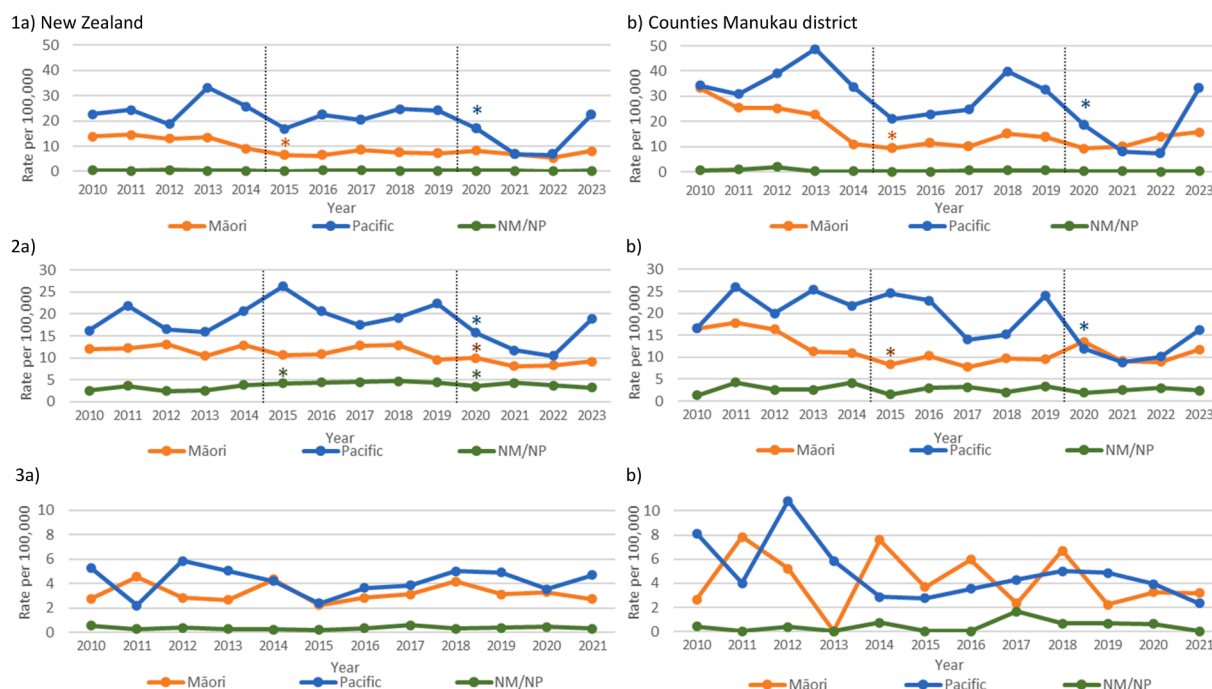 1a) New Zealand
b) Counties Manukau district
Rate per 100,000
50
40
30
20
10
0
2010 2011 2012 2013 2014 2015 2016 2017 2018 2019 2020 2021 2022 2023
Year
Māori Pacific NM/NP
*
*
Rate per 100,000
50
40
30
20
10
0
2010 2011 2012 2013 2014 2015 2016 2017 2018 2019 2020 2021 2022 2023
Year
Māori Pacific NM/NP
*
*
2a)
b)
Rate per 100,000
30
25
20
15
10
5
0
2010 2011 2012 2013 2014 2015 2016 2017 2018 2019 2020 2021 2022 2023
Year
Māori Pacific NM/NP
*
*
*
*
Rate per 100,000
30
25
20
15
10
5
0
2010 2011 2012 2013 2014 2015 2016 2017 2018 2019 2020 2021 2022 2023
Year
Māori Pacific NM/NP
*
*
3a)
b)
Rate per 100,000
10
8
6
4
2
0
2010 2011 2012 2013 2014 2015 2016 2017 2018 2019 2020 2021
Year
Māori Pacific NM/NP
Rate per 100,000
10
8
6
4
2
0
2010 2011 2012 2013 2014 2015 2016 2017 2018 2019 2020 2021
Year
Māori Pacific NM/NP